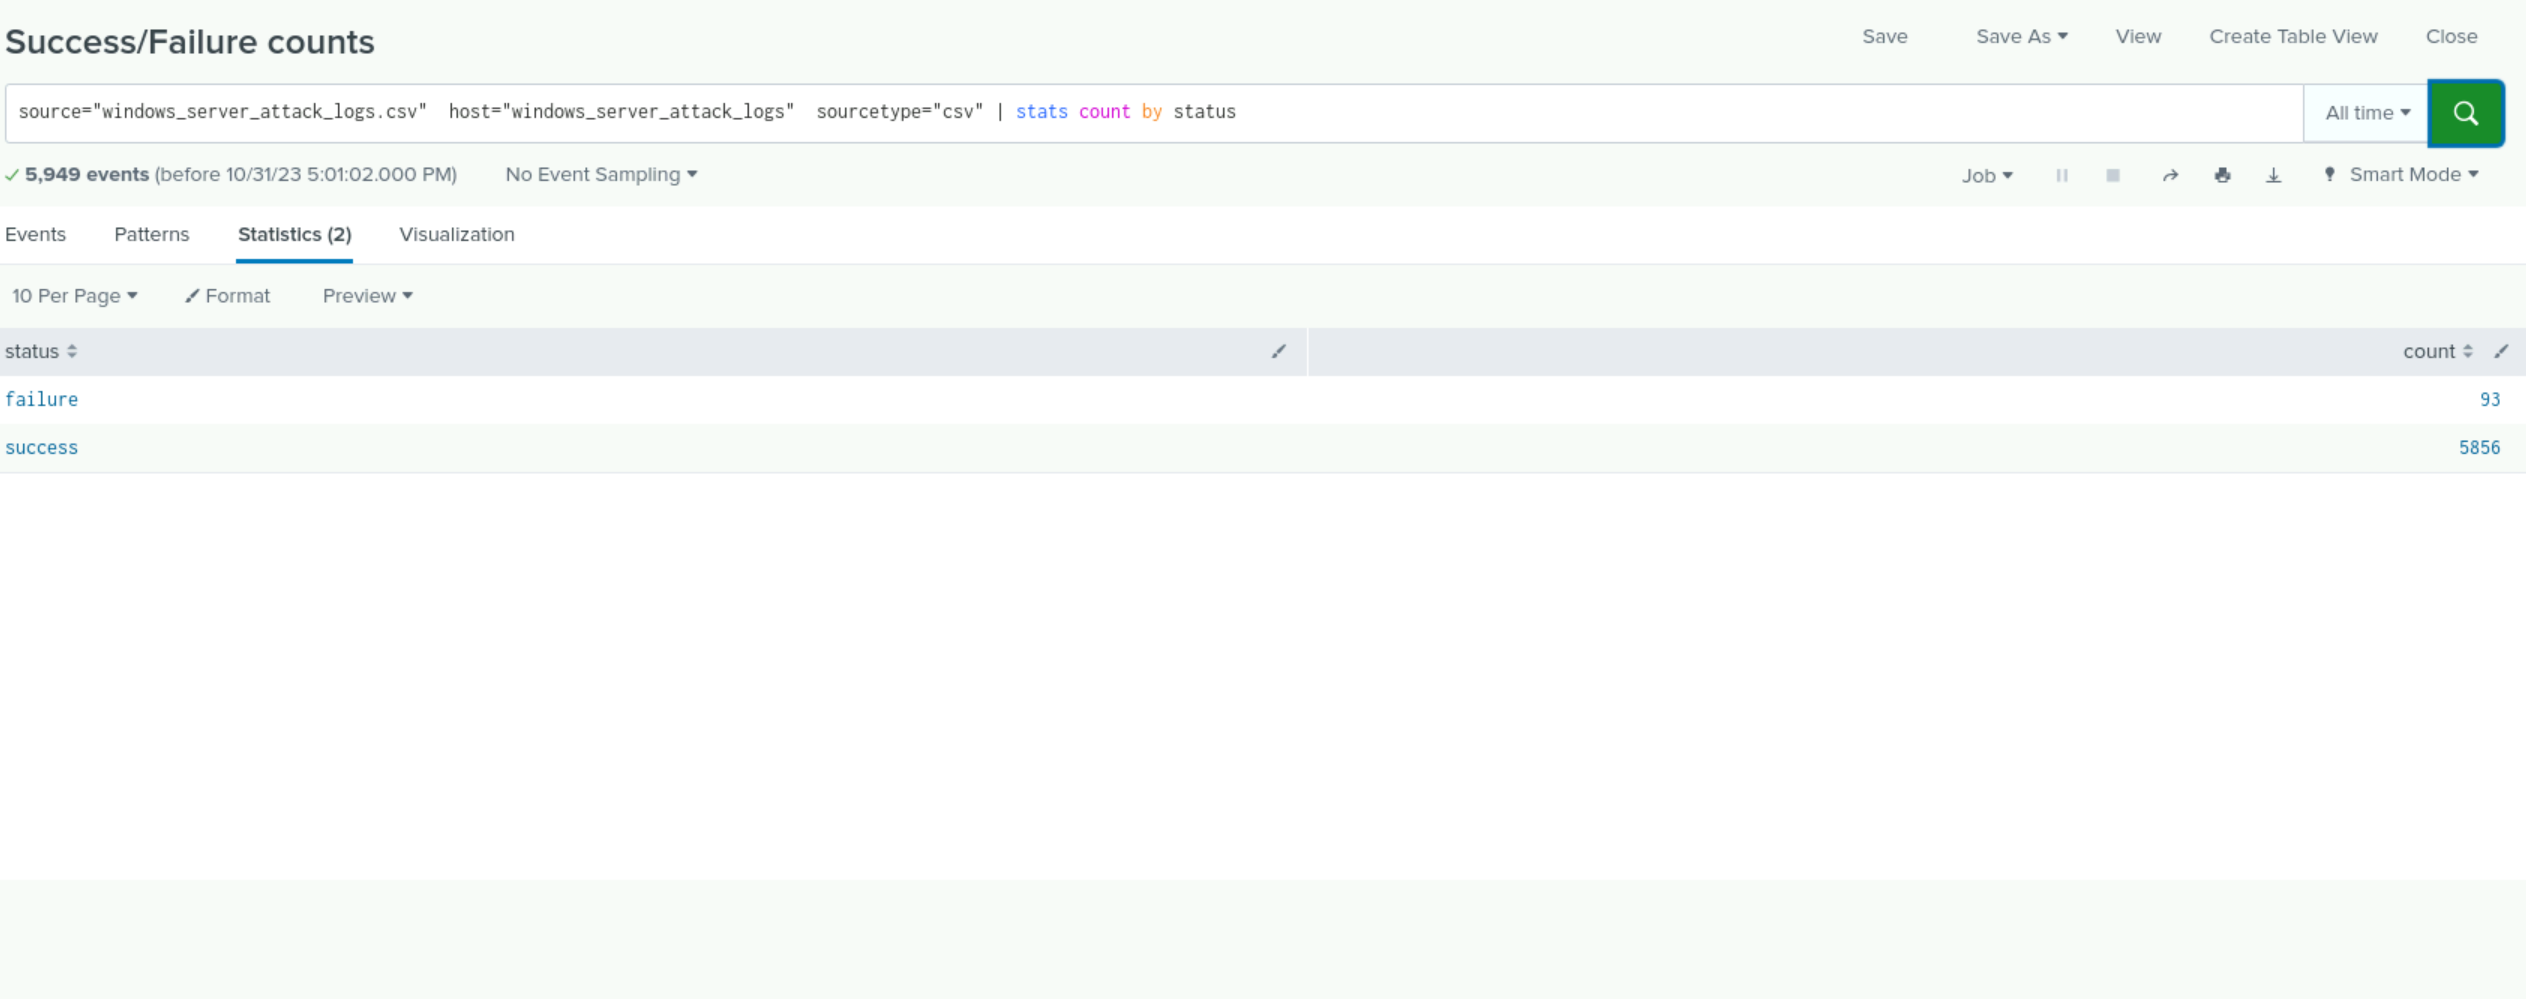 Success/Failure counts
Save Save As View Create Table View Close
source="windows_server_attack_logs.csv"  host="windows_server_attack_logs"  sourcetype="csv" | stats count by status
All time
5,949 events (before 10/31/23 5:01:02.000 PM) No Event Sampling Job Smart Mode
Events Patterns Statistics (2) Visualization
10 Per Page Format Preview
status count
failure 93
success 5856